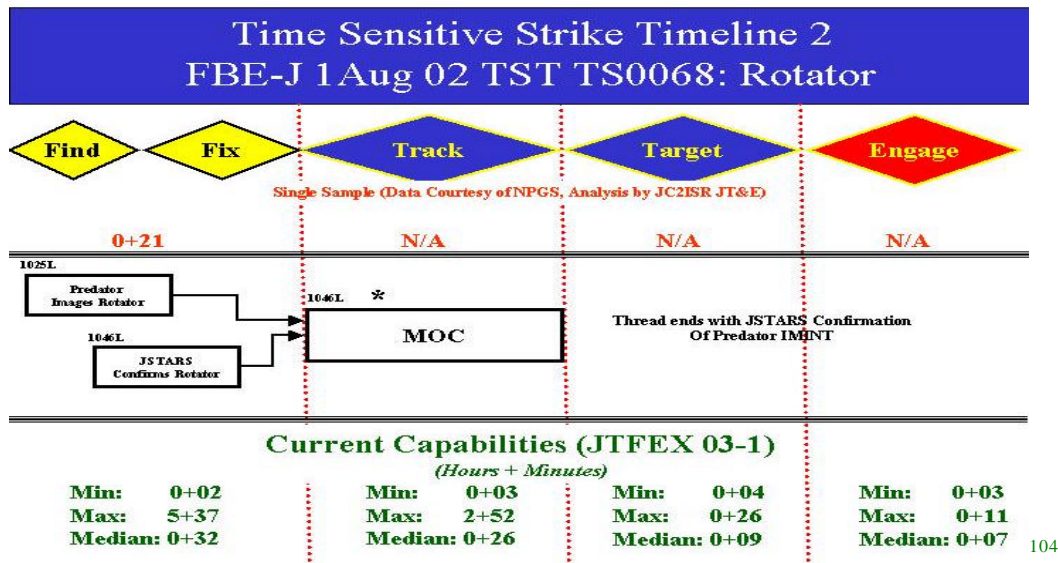 Time Sensitive Strike Timeline 2
FBE-J 1Aug 02 TST TS0068: Rotator
Find Fix Track Target Engage
Single Sample (Data Courtesy of NPGS, Analysis by JC2ISR JT&E)
0+21 N/A N/A N/A
1025L
Predator
Images Rotator
1046L
JSTARS
Confirms Rotator
1046L *
MOC
Thread ends with JSTARS Confirmation
Of Predator IMINT
Current Capabilities (JTFEX 03-1)
(Hours + Minutes)
Min: 0+02 Min: 0+03 Min: 0+04 Min: 0+03
Max: 5+37 Max: 2+52 Max: 0+26 Max: 0+11
Median: 0+32 Median: 0+26 Median: 0+09 Median: 0+07
104